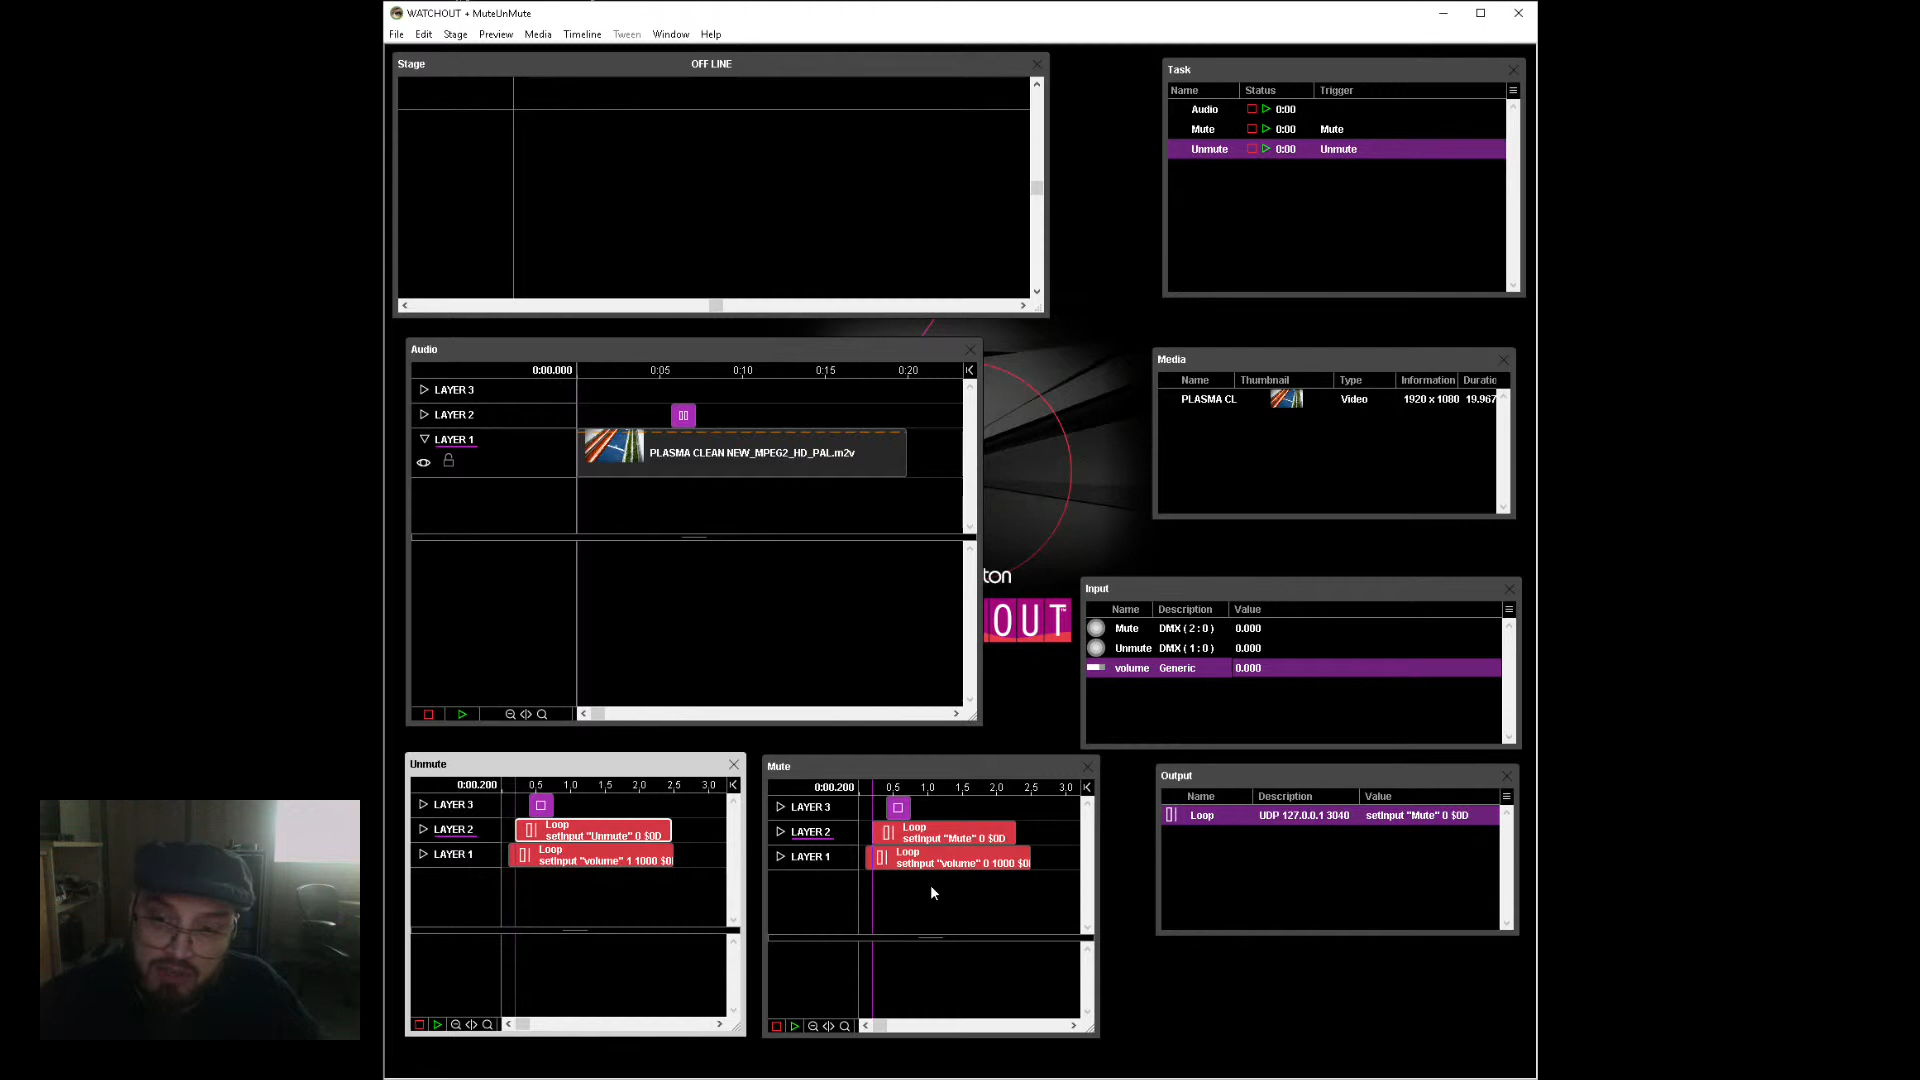 WATCHOUT + MuteUnMute
File Edit Stage Preview Media Timeline Tween Window Help
Stage OFF LINE
Task
Name Status Trigger
Audio 0:00
Mute 0:00 Mute
Unmute 0:00 Unmute
Audio
0:00.000 0:05 0:10 0:15 0:20
LAYER 3
LAYER 2
LAYER 1
PLASMA CLEAN NEW_MPEG2_HD_PAL.m2v
Media
Name Thumbnail Type Information Duratic
PLASMA CL Video 1920 x 1080 19.967
ton
OUT™
Input
Name Description Value
Mute DMX ( 2 : 0 ) 0.000
Unmute DMX ( 1 : 0 ) 0.000
volume Generic 0.000
Unmute
0:00.200 0,5 1,0 1,5 2,0 2,5 3,0
LAYER 3
LAYER 2 Loop
setInput "Unmute" 0 $0D
LAYER 1 Loop
setInput "volume" 1 1000 $0
Mute
0:00.200 0,5 1,0 1,5 2,0 2,5 3,0
LAYER 3
LAYER 2 Loop
setInput "Mute" 0 $0D
LAYER 1 Loop
setInput "volume" 0 1000 $0
Output
Name Description Value
Loop UDP 127.0.0.1 3040 setInput "Mute" 0 $0D